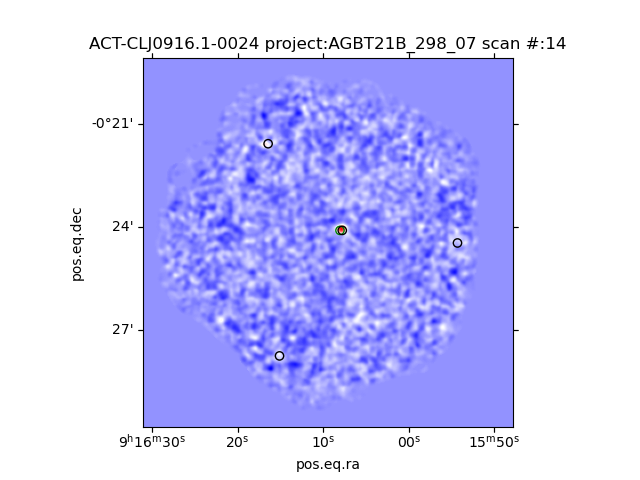 ACT-CLJ0916.1-0024 project:AGBT21B_298_07 scan #:14
-0°21'
24'
27'
pos.eq.dec
9ʰ16ᵐ30ˢ 20ˢ 10ˢ 00ˢ 15ᵐ50ˢ
pos.eq.ra